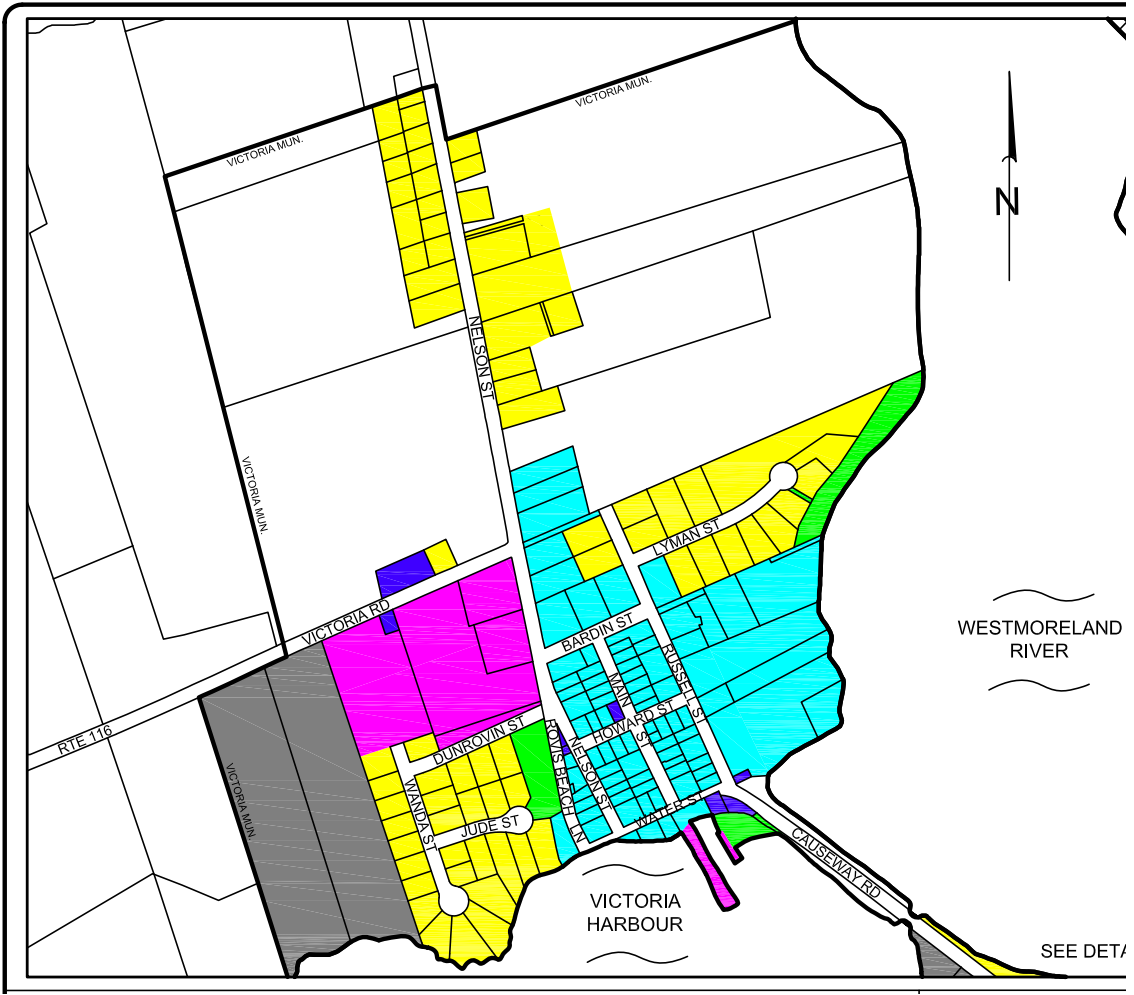 VICTORIA MUN.
VICTORIA MUN.
N
NELSON ST
VICTORIA MUN.
LYMAN ST
VICTORIA RD
BARDIN ST
WESTMORELAND
RIVER
RUSSELL ST
MAIN ST
HOWARD ST
RTE 116
DUNROVIN ST
ROVIS BEACH LN
NELSON ST
VICTORIA MUN.
WANDA ST
JUDE ST
WATER ST
CAUSEWAY RD
VICTORIA
HARBOUR
SEE DETA